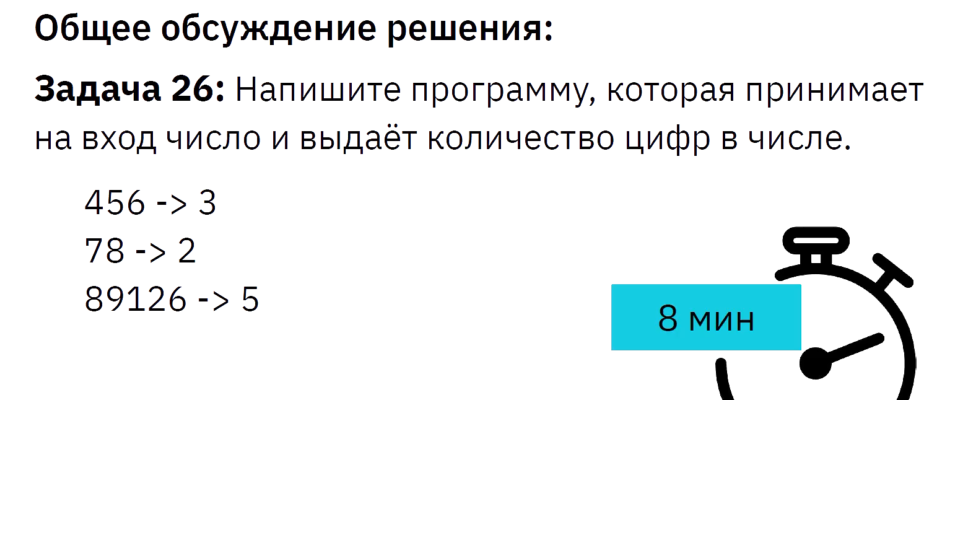 Общее обсуждение решения:
Задача 26: Напишите программу, которая принимает
на вход число и выдаёт количество цифр в числе.
456 -> 3
78 -> 2
89126 -> 5
8 мин